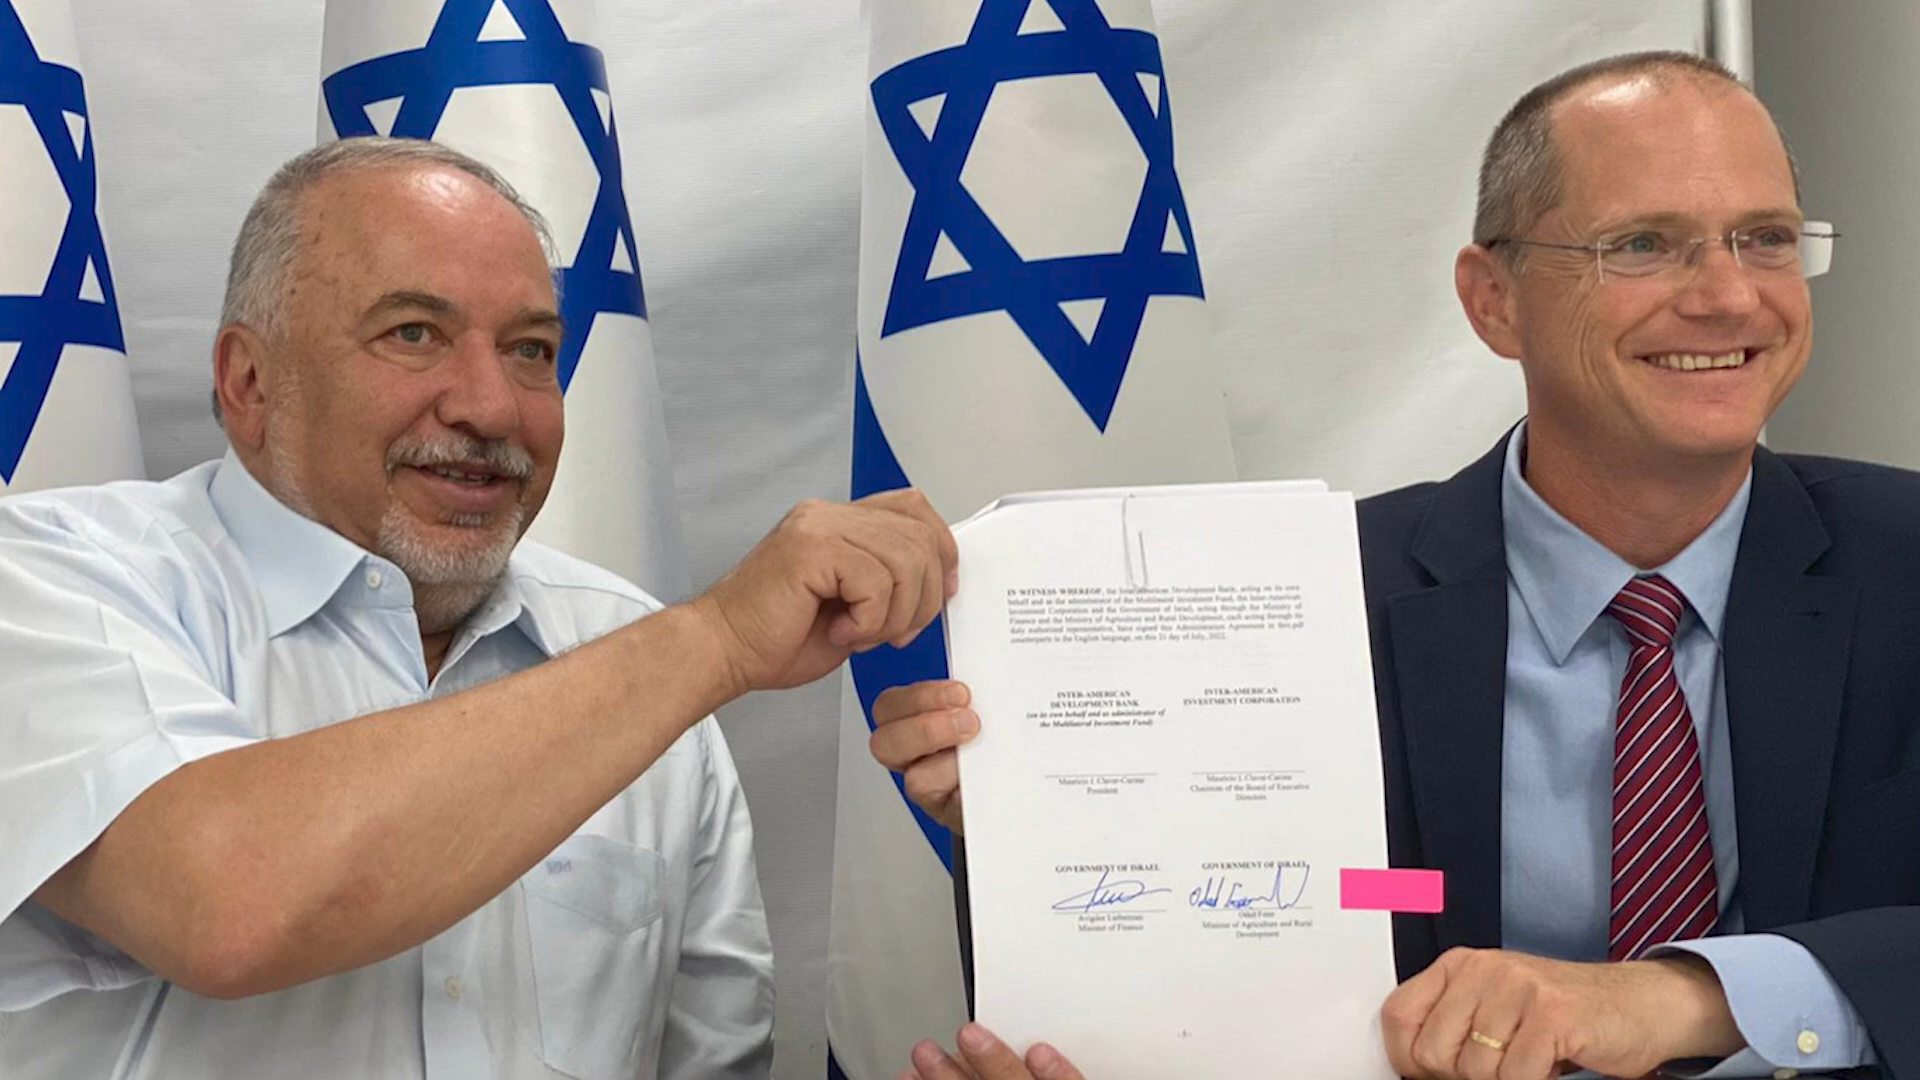 IN WITNESS WHEREOF, the Inter-American Development Bank, acting on its own
behalf and as the administrator of the Multilateral Investment Fund, the Inter-American
Investment Corporation and the Government of Israel, acting through the Ministry of
Finance and the Ministry of Agriculture and Rural Development, each acting through its
duly authorized representative, have signed this Administration Agreement in two pdf
counterparts in the English language, on this 21 day of July, 2022.
INTER-AMERICAN
DEVELOPMENT BANK
(on its own behalf and as administrator of
the Multilateral Investment Fund)
INTER-AMERICAN
INVESTMENT CORPORATION
Mauricio J. Claver-Carone
President
Mauricio J. Claver-Carone
Chairman of the Board of Executive
Directors
GOVERNMENT OF ISRAEL
Avigdor Lieberman
Minister of Finance
GOVERNMENT OF ISRAEL
Oded Forer
Oded Forer
Minister of Agriculture and Rural
Development
- 5 -